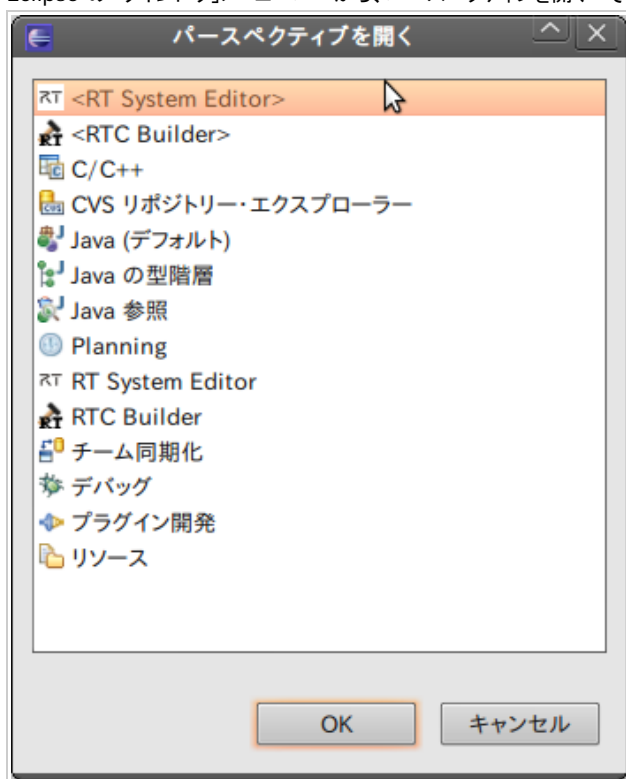 パースペクティブを開く
<RT System Editor>
<RTC Builder>
C/C++
CVS リポジトリー・エクスプローラー
Java (デフォルト)
Java の型階層
Java 参照
Planning
RT System Editor
RTC Builder
チーム同期化
デバッグ
プラグイン開発
リソース
OK
キャンセル